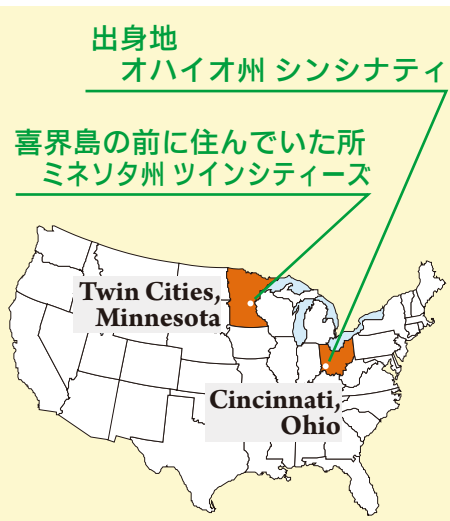 出身地
オハイオ州 シンシナティ
喜界島の前に住んでいた所
ミネソタ州 ツインシティーズ
Twin Cities,
Minnesota
Cincinnati,
Ohio